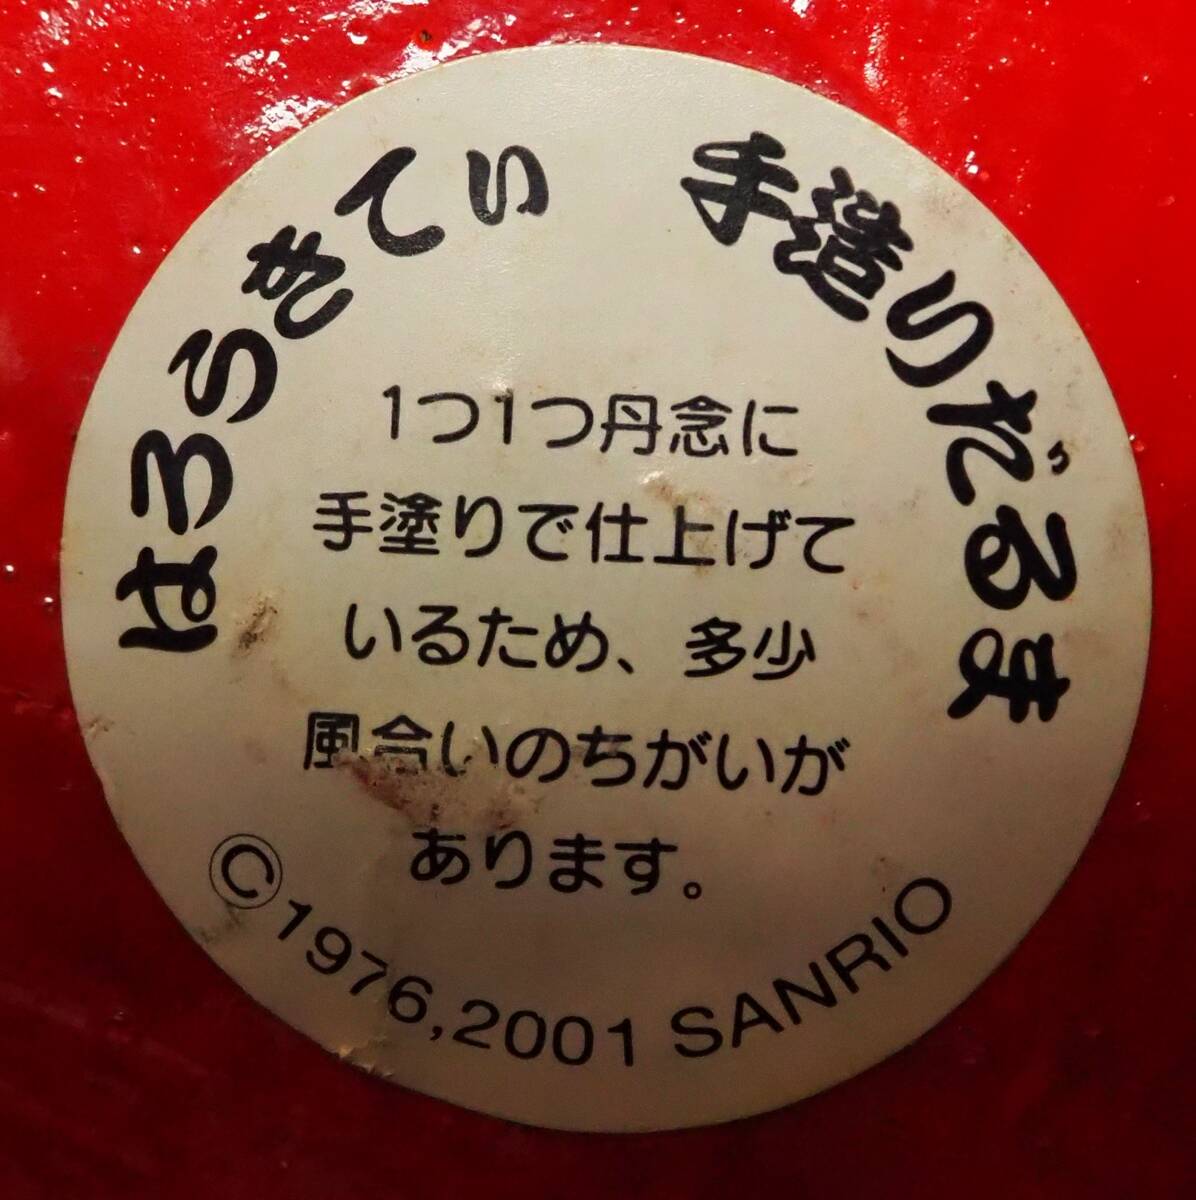 はろうきてぃ 手塗りだるま
1つ1つ丹念に
手塗りで仕上げて
いるため、多少
風合いのちがいが
あります。
©1976,2001 SANRIO